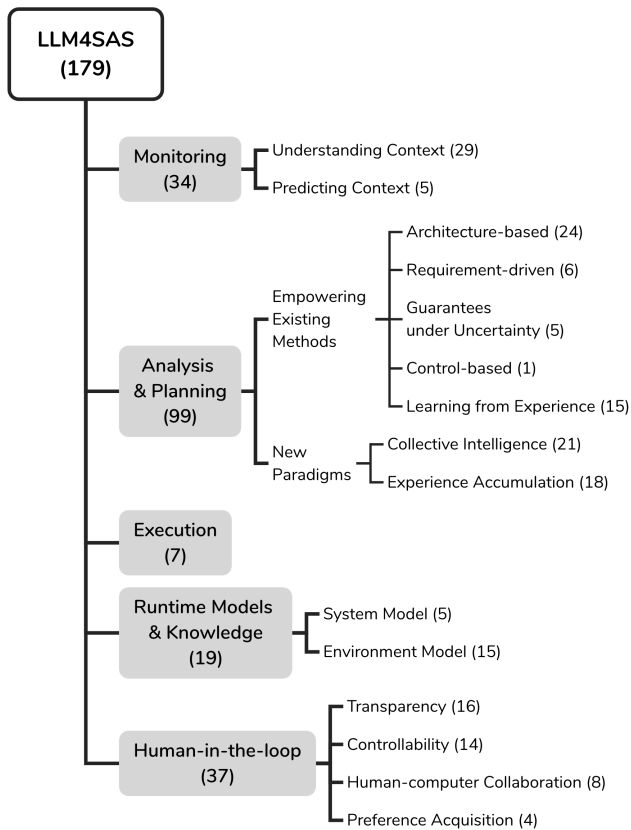 LLM4SAS
(179)
Monitoring
(34)
Understanding Context (29)
Predicting Context (5)
Analysis
& Planning
(99)
Empowering
Existing
Methods
Architecture-based (24)
Requirement-driven (6)
Guarantees
under Uncertainty (5)
Control-based (1)
Learning from Experience (15)
New
Paradigms
Collective Intelligence (21)
Experience Accumulation (18)
Execution
(7)
Runtime Models
& Knowledge
(19)
System Model (5)
Environment Model (15)
Human-in-the-loop
(37)
Transparency (16)
Controllability (14)
Human-computer Collaboration (8)
Preference Acquisition (4)